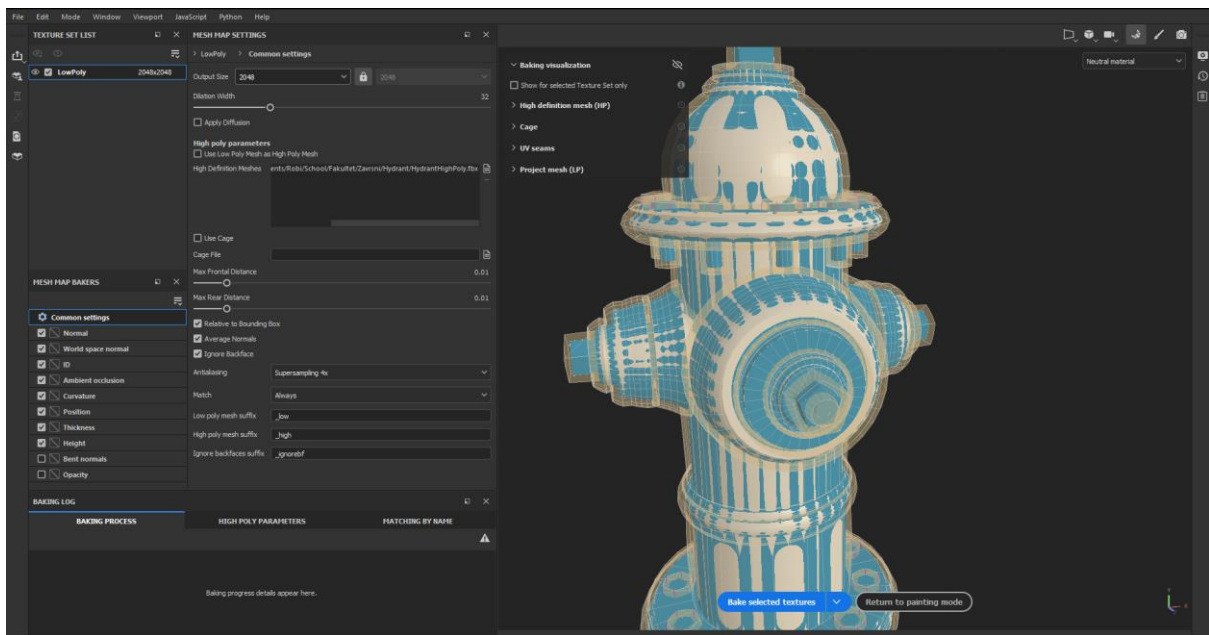 File Edit Mode Window Viewport JavaScript Python Help
TEXTURE SET LIST
LowPoly 2048x2048
MESH MAP SETTINGS
> LowPoly > Common settings
Output Size 2048 2048
Dilation Width 32
Apply Diffusion
High poly parameters
Use Low Poly Mesh as High Poly Mesh
High Definition Meshes ents/Robi/School/Fakultet/Zavrsni/Hydrant/HydrantHighPoly.fbx
Use Cage
Cage File
Max Frontal Distance 0.01
Max Rear Distance 0.01
Relative to Bounding Box
Average Normals
Ignore Backface
Antialiasing Supersampling 4x
Match Always
Low poly mesh suffix _low
High poly mesh suffix _high
Ignore backfaces suffix _ignorebf
MESH MAP BAKERS
Common settings
Normal
World space normal
ID
Ambient occlusion
Curvature
Position
Thickness
Height
Bent normals
Opacity
BAKING LOG
BAKING PROCESS HIGH POLY PARAMETERS MATCHING BY NAME
Baking progress details appear here.
Baking visualization
Show for selected Texture Set only
High definition mesh (HP)
Cage
UV seams
Project mesh (LP)
Neutral material
Bake selected textures
Return to painting mode